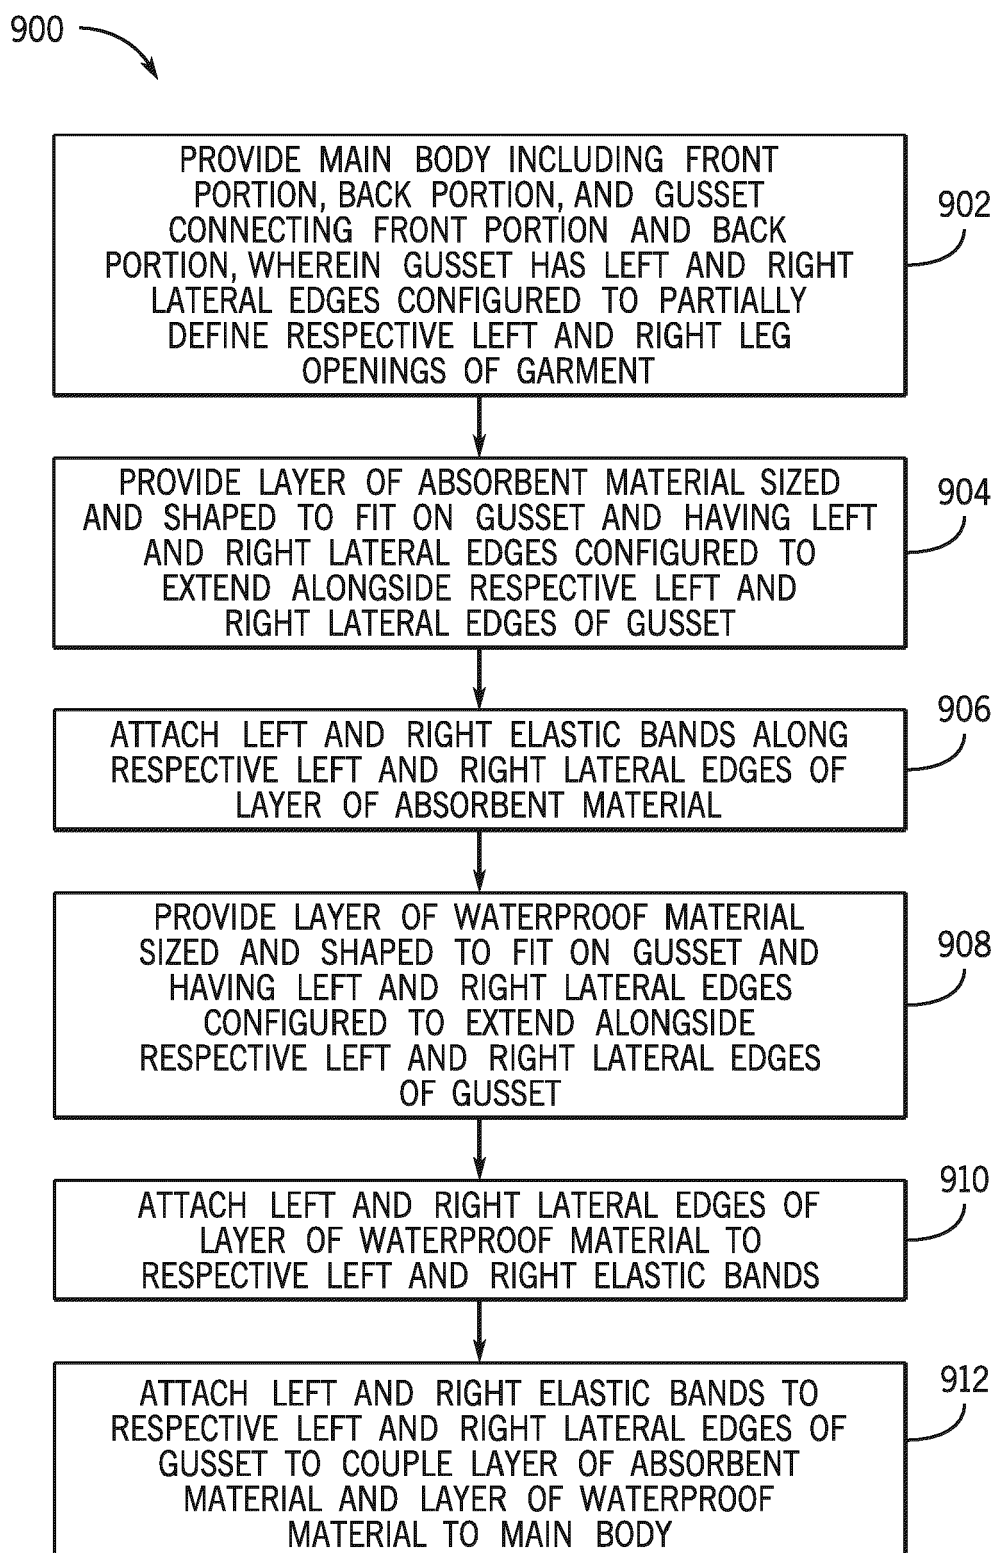 900
PROVIDE MAIN BODY INCLUDING FRONT
PORTION, BACK PORTION, AND GUSSET
CONNECTING FRONT PORTION AND BACK
PORTION, WHEREIN GUSSET HAS LEFT AND RIGHT
LATERAL EDGES CONFIGURED TO PARTIALLY
DEFINE RESPECTIVE LEFT AND RIGHT LEG
OPENINGS OF GARMENT
902
PROVIDE LAYER OF ABSORBENT MATERIAL SIZED
AND SHAPED TO FIT ON GUSSET AND HAVING LEFT
AND RIGHT LATERAL EDGES CONFIGURED TO
EXTEND ALONGSIDE RESPECTIVE LEFT AND
RIGHT LATERAL EDGES OF GUSSET
904
ATTACH LEFT AND RIGHT ELASTIC BANDS ALONG
RESPECTIVE LEFT AND RIGHT LATERAL EDGES OF
LAYER OF ABSORBENT MATERIAL
906
PROVIDE LAYER OF WATERPROOF MATERIAL
SIZED AND SHAPED TO FIT ON GUSSET AND
HAVING LEFT AND RIGHT LATERAL EDGES
CONFIGURED TO EXTEND ALONGSIDE
RESPECTIVE LEFT AND RIGHT LATERAL EDGES
OF GUSSET
908
ATTACH LEFT AND RIGHT LATERAL EDGES OF
LAYER OF WATERPROOF MATERIAL TO
RESPECTIVE LEFT AND RIGHT ELASTIC BANDS
910
ATTACH LEFT AND RIGHT ELASTIC BANDS TO
RESPECTIVE LEFT AND RIGHT LATERAL EDGES OF
GUSSET TO COUPLE LAYER OF ABSORBENT
MATERIAL AND LAYER OF WATERPROOF
MATERIAL TO MAIN BODY
912